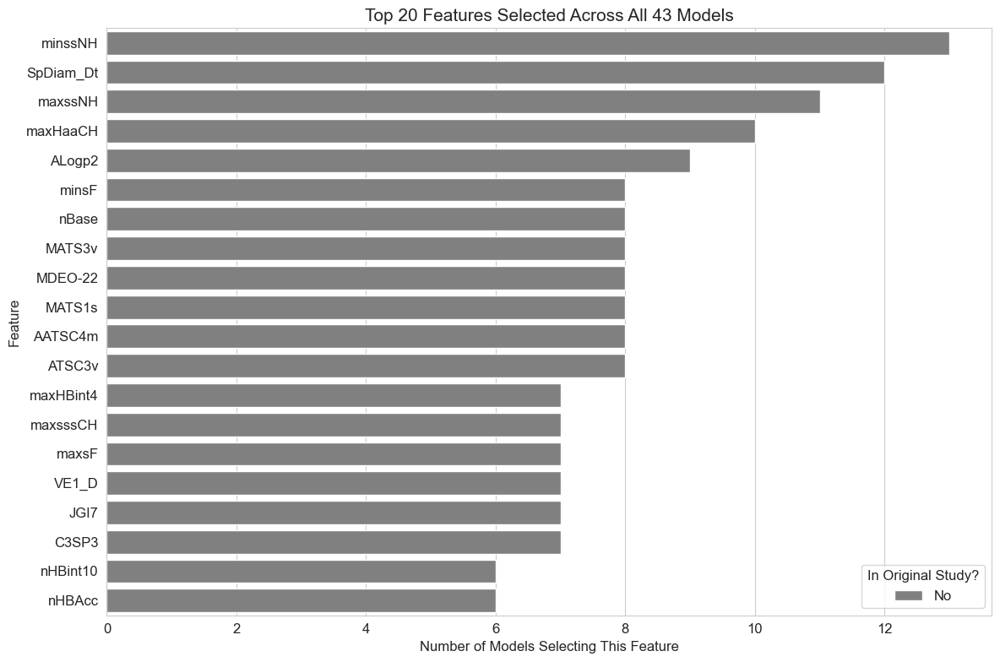 Top 20 Features Selected Across All 43 Models
Feature
minssNH
SpDiam_Dt
maxssNH
maxHaaCH
ALogp2
minsF
nBase
MATS3v
MDEO-22
MATS1s
AATSC4m
ATSC3v
maxHBint4
maxsssCH
maxsF
VE1_D
JGI7
C3SP3
nHBint10
nHBAcc
In Original Study?
No
0 2 4 6 8 10 12
Number of Models Selecting This Feature